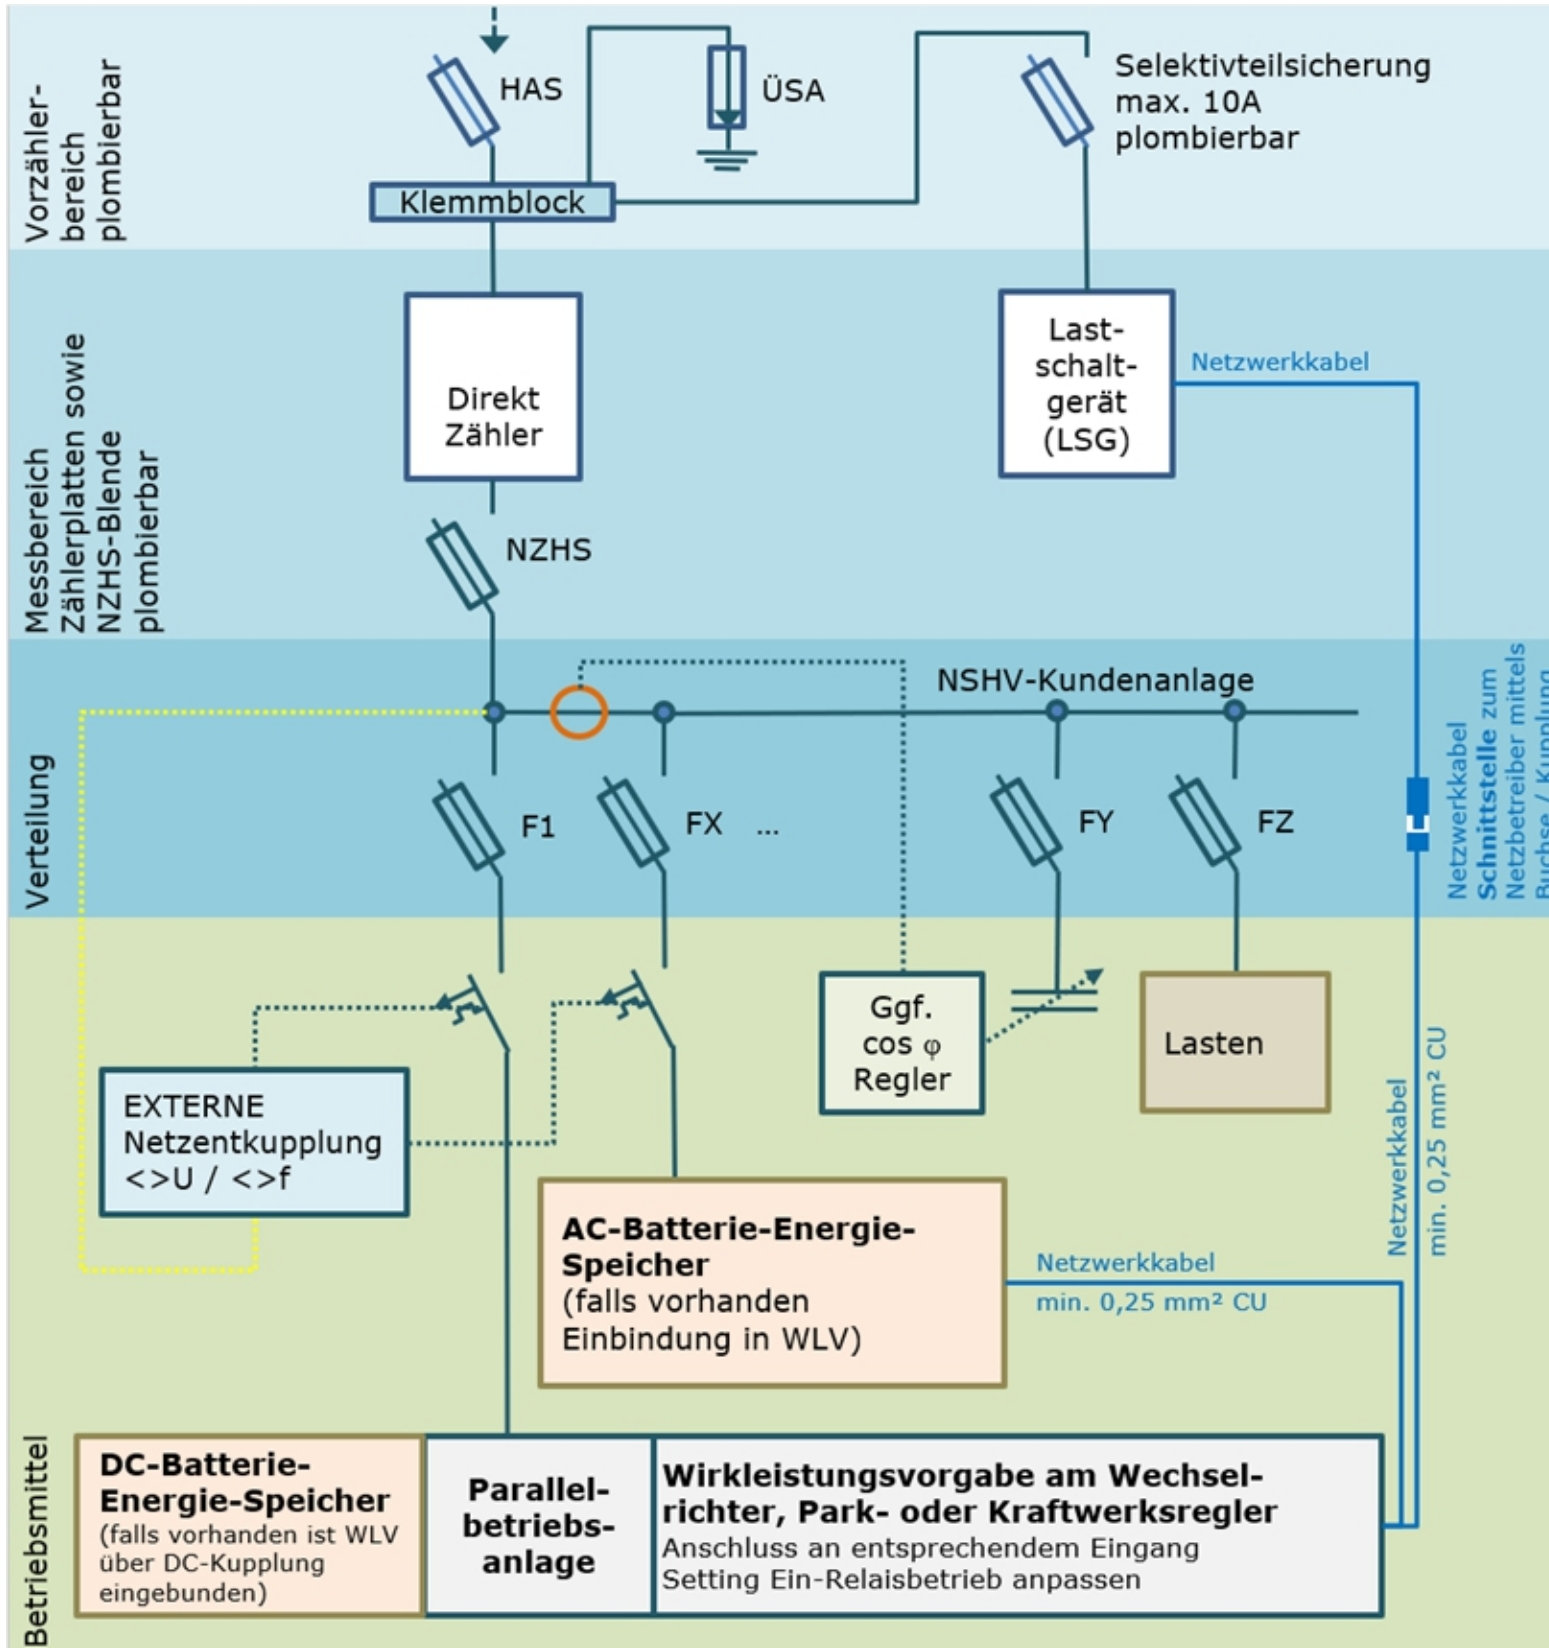 Vorzähler-
bereich
plombierbar
HAS
ÜSA
Selektivteilsicherung
max. 10A
plombierbar
Klemmblock
Messbereich
Zählerplatten sowie
NZHS-Blende
plombierbar
Direkt
Zähler
Last-
schalt-
gerät
(LSG)
Netzwerkkabel
NZHS
Verteilung
NSHV-Kundenanlage
F1
FX
...
FY
FZ
Netzwerkkabel
Schnittstelle zum
Netzbetreiber mittels
Buchse / Kupplung
Betriebsmittel
EXTERNE
Netzentkupplung
<>U / <>f
Ggf.
cos φ
Regler
Lasten
Netzwerkkabel
min. 0,25 mm² CU
AC-Batterie-Energie-
Speicher
(falls vorhanden
Einbindung in WLV)
Netzwerkkabel
min. 0,25 mm² CU
DC-Batterie-
Energie-Speicher
(falls vorhanden ist WLV
über DC-Kupplung
eingebunden)
Parallel-
betriebs-
anlage
Wirkleistungsvorgabe am Wechsel-
richter, Park- oder Kraftwerksregler
Anschluss an entsprechendem Eingang
Setting Ein-Relaisbetrieb anpassen